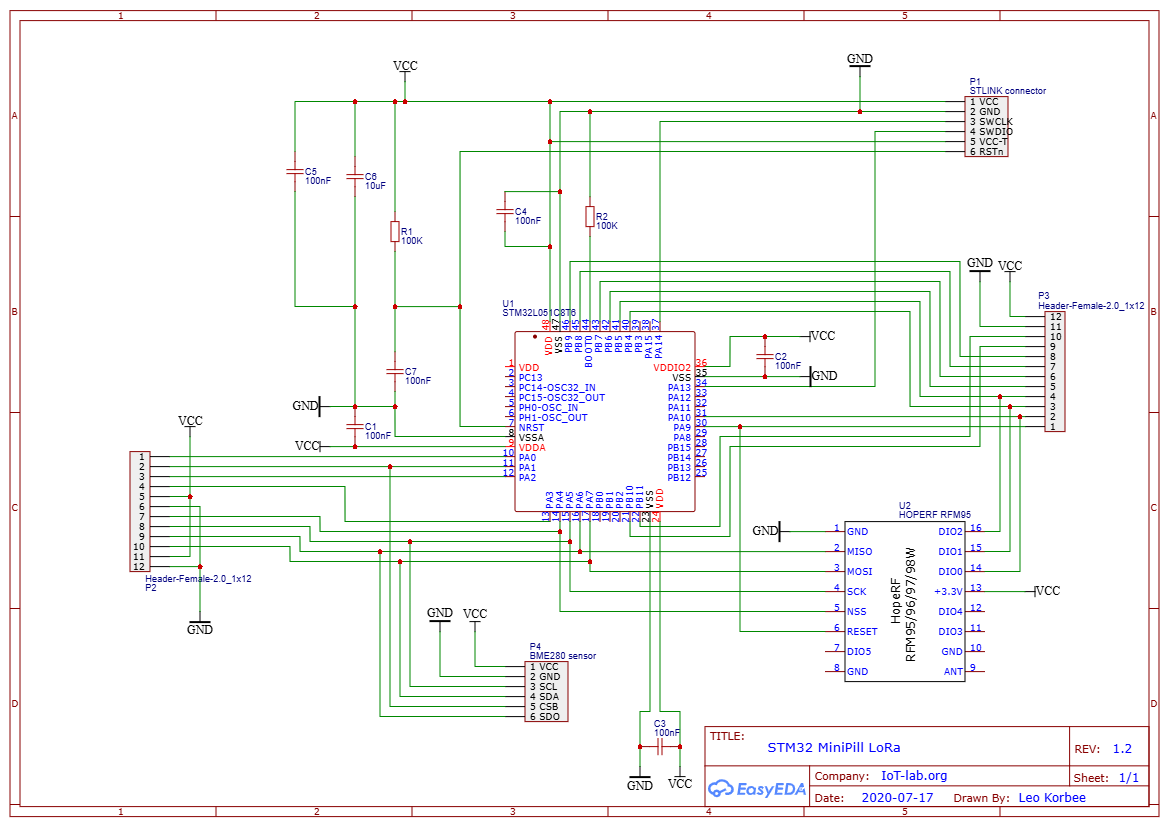 1 2 3 4 5
A A
B B
C C
D D
VCC
GND
P1
STLINK connector
1 VCC
2 GND
3 SWCLK
4 SWDIO
5 VCC-T
6 RSTn
C5
100nF
C6
10uF
R1
100K
C4
100nF
R2
100K
C7
100nF
GND
C1
100nF
VCC
U1
STM32L051C8T6
48 VDD
47 VSS
46 PB9
45 PB8
44 BOOT0
43 PB7
42 PB6
41 PB5
40 PB4
39 PB3
38 PA15
37 PA14
1 VDD
2 PC13
3 PC14-OSC32_IN
4 PC15-OSC32_OUT
5 PH0-OSC_IN
6 PH1-OSC_OUT
7 NRST
8 VSSA
9 VDDA
10 PA0
11 PA1
12 PA2
VDDIO2 36
VSS 35
PA13 34
PA12 33
PA11 32
PA10 31
PA9 30
PA8 29
PB15 28
PB14 27
PB13 26
PB12 25
13 PA3
14 PA4
15 PA5
16 PA6
17 PA7
18 PB0
19 PB1
20 PB2
21 PB10
22 PB11
23 VSS
24 VDD
VCC
C2
100nF
GND
GND
VCC
P3
Header-Female-2.0_1x12
12
11
10
9
8
7
6
5
4
3
2
1
VCC
1
2
3
4
5
6
7
8
9
10
11
12
Header-Female-2.0_1x12
P2
GND
GND
U2
HOPERF RFM95
1 GND
2 MISO
3 MOSI
4 SCK
5 NSS
6 RESET
7 DIO5
8 GND
HopeRF
RFM95/96/97/98W
DIO2 16
DIO1 15
DIO0 14
+3.3V 13
DIO4 12
DIO3 11
GND 10
ANT 9
VCC
GND
VCC
P4
BME280 sensor
1 VCC
2 GND
3 SCL
4 SDA
5 CSB
6 SDO
C3
100nF
GND
VCC
TITLE:
STM32 MiniPill LoRa
REV: 1.2
EasyEDA
Company: IoT-lab.org
Sheet: 1/1
Date: 2020-07-17
Drawn By: Leo Korbee
1 2 3 4 5